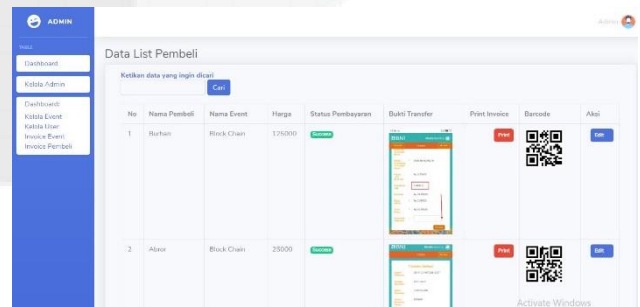 ADMIN
Admin
Dashboard
Kelola Admin
Dashboard
Kelola Event
Kelola User
Invoice Event
Invoice Pembeli
Data List Pembeli
Ketikan data yang ingin dicari
Cari
No Nama Pembeli Nama Event Harga Status Pembayaran Bukti Transfer Print Invoice Barcode Aksi
1 Burhan Block Chain 125000 Success Print Edit
2 Abror Block Chain 23000 Success Print Edit
Activate Windows